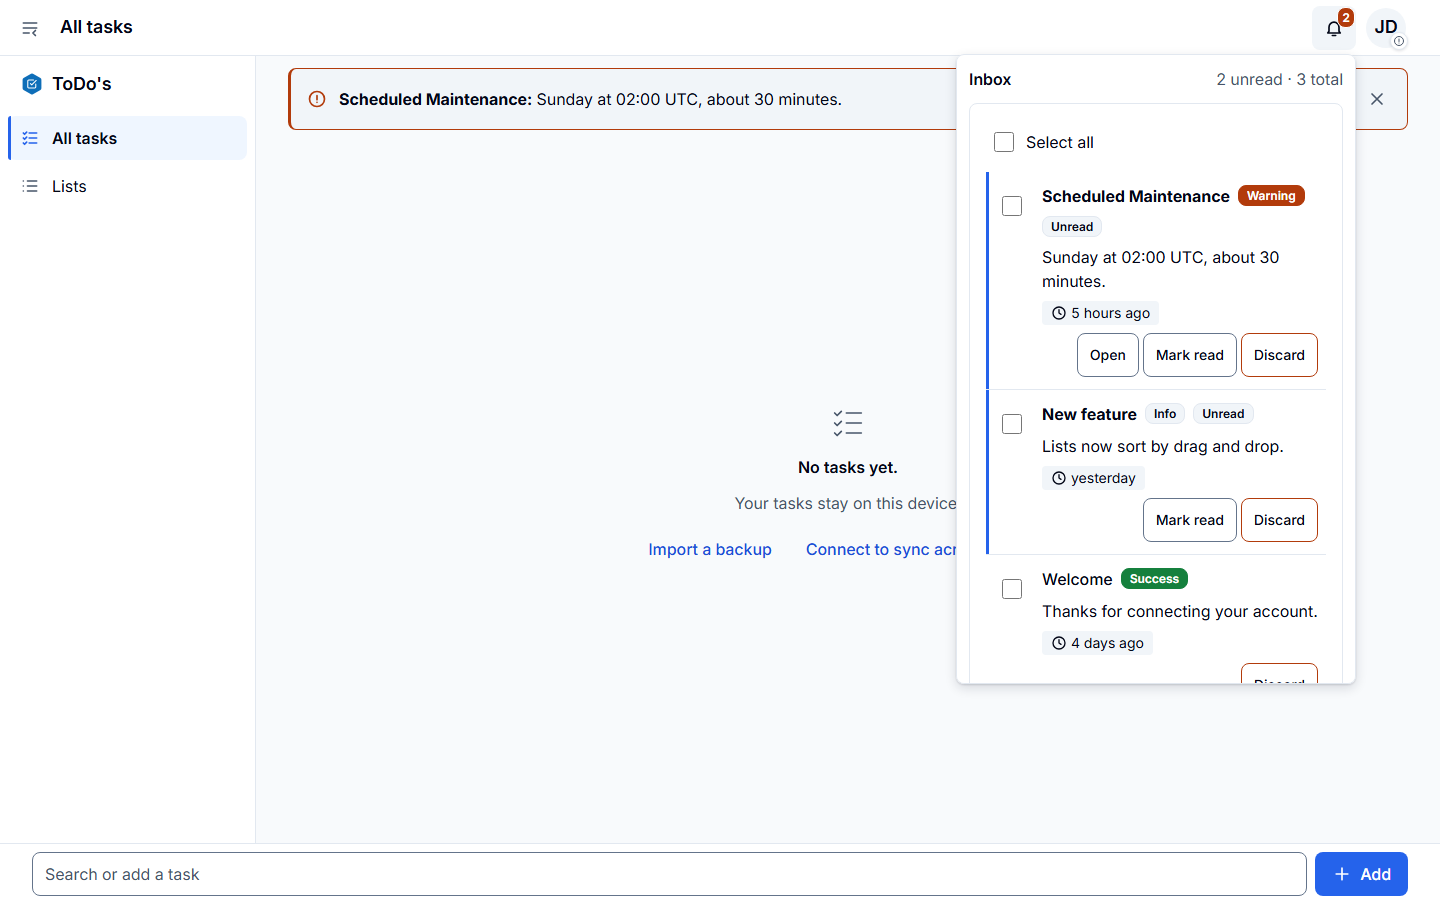 All tasks
2
JD
ToDo's
All tasks
Lists
Scheduled Maintenance: Sunday at 02:00 UTC, about 30 minutes.
No tasks yet.
Your tasks stay on this device
Import a backup
Connect to sync
Inbox
2 unread · 3 total
Select all
Scheduled Maintenance Warning
Unread
Sunday at 02:00 UTC, about 30
minutes.
5 hours ago
Open Mark read Discard
New feature Info Unread
Lists now sort by drag and drop.
yesterday
Mark read Discard
Welcome Success
Thanks for connecting your account.
4 days ago
Discard
Search or add a task
Add